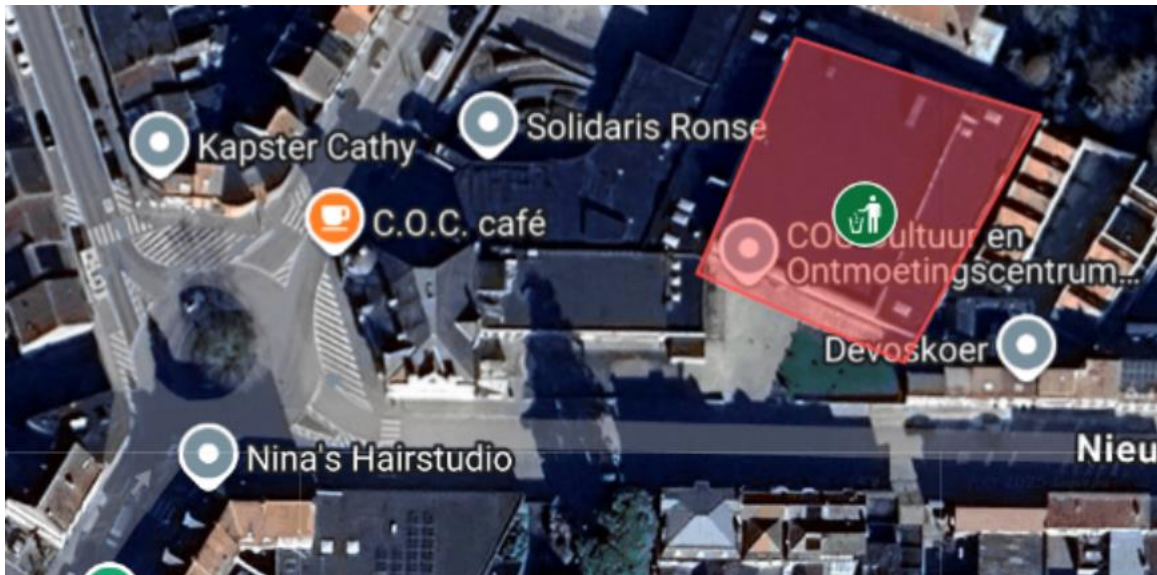 Solidaris Ronse
Kapster Cathy
C.O.C. café
ultuur en
Ontmoetingscentrum...
Devoskoer
Nina's Hairstudio
Nieu